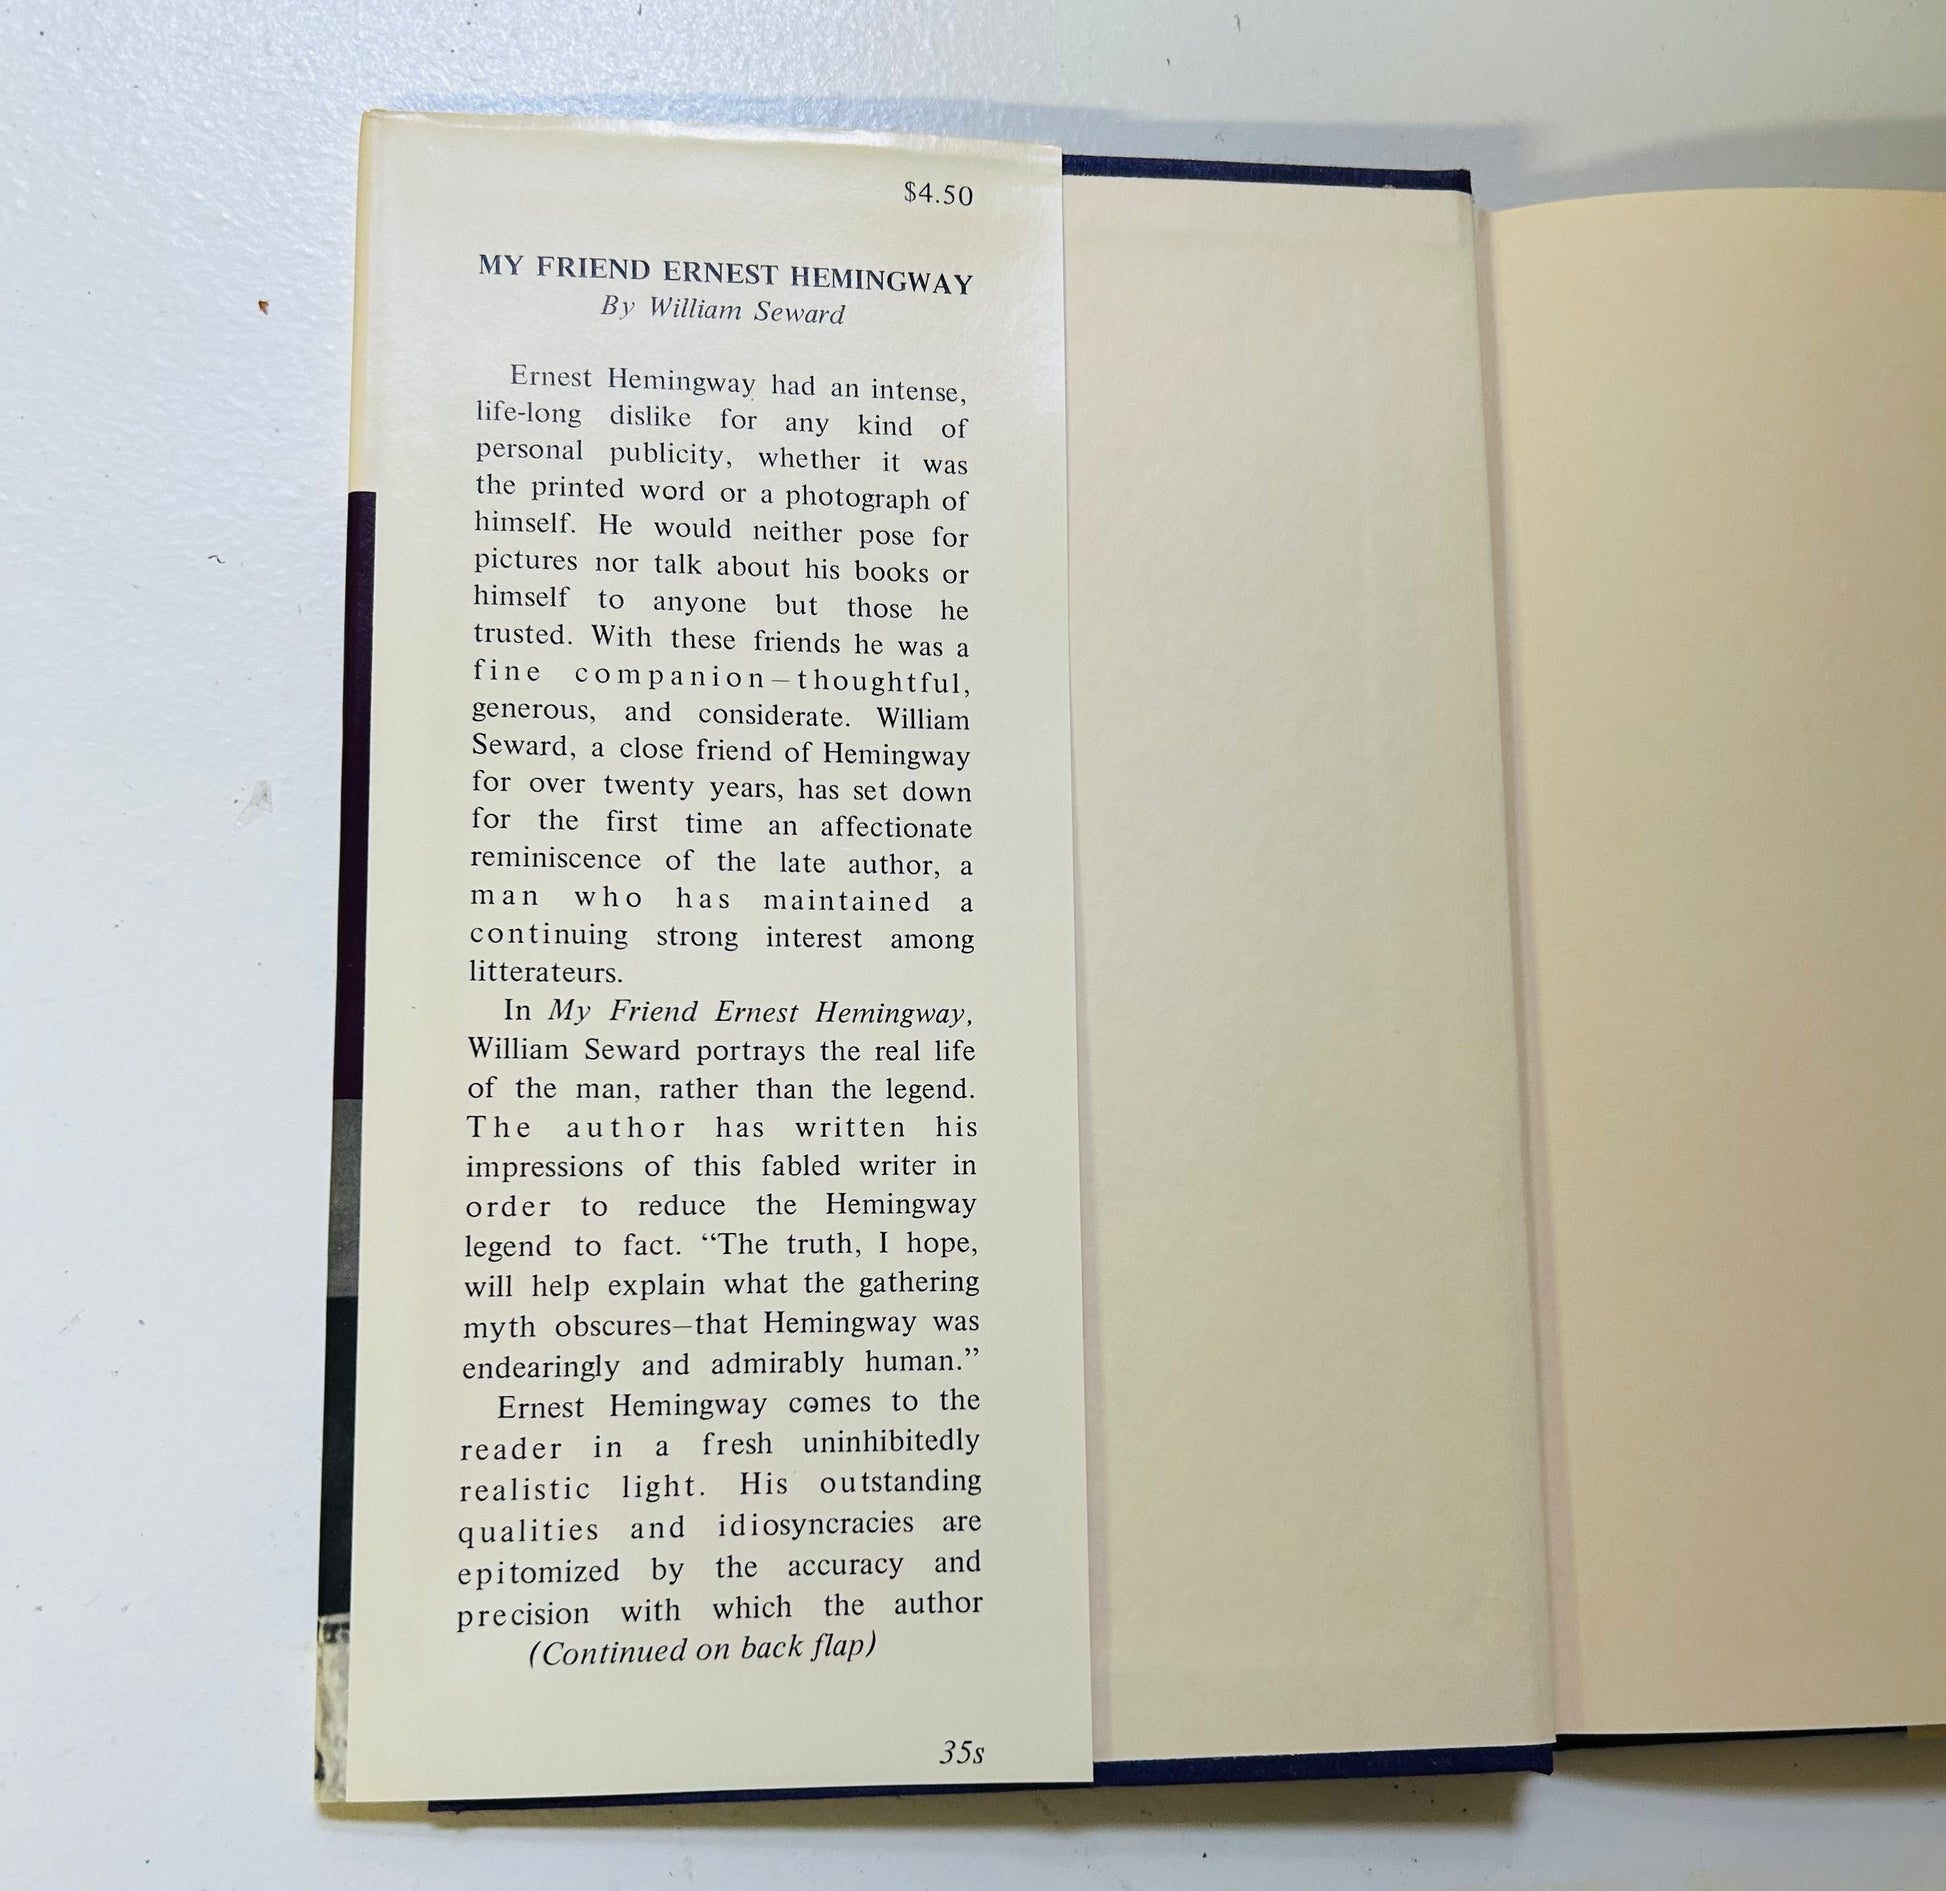 $4.50
MY FRIEND ERNEST HEMINGWAY
By William Seward
Ernest Hemingway had an intense,
life-long dislike for any kind of
personal publicity, whether it was
the printed word or a photograph of
himself. He would neither pose for
pictures nor talk about his books or
himself to anyone but those he
trusted. With these friends he was a
fine companion—thoughtful,
generous, and considerate. William
Seward, a close friend of Hemingway
for over twenty years, has set down
for the first time an affectionate
reminiscence of the late author, a
man who has maintained a
continuing strong interest among
litterateurs.
In My Friend Ernest Hemingway,
William Seward portrays the real life
of the man, rather than the legend.
The author has written his
impressions of this fabled writer in
order to reduce the Hemingway
legend to fact. “The truth, I hope,
will help explain what the gathering
myth obscures—that Hemingway was
endearingly and admirably human.”
Ernest Hemingway comes to the
reader in a fresh uninhibitedly
realistic light. His outstanding
qualities and idiosyncracies are
epitomized by the accuracy and
precision with which the author
(Continued on back flap)
35s